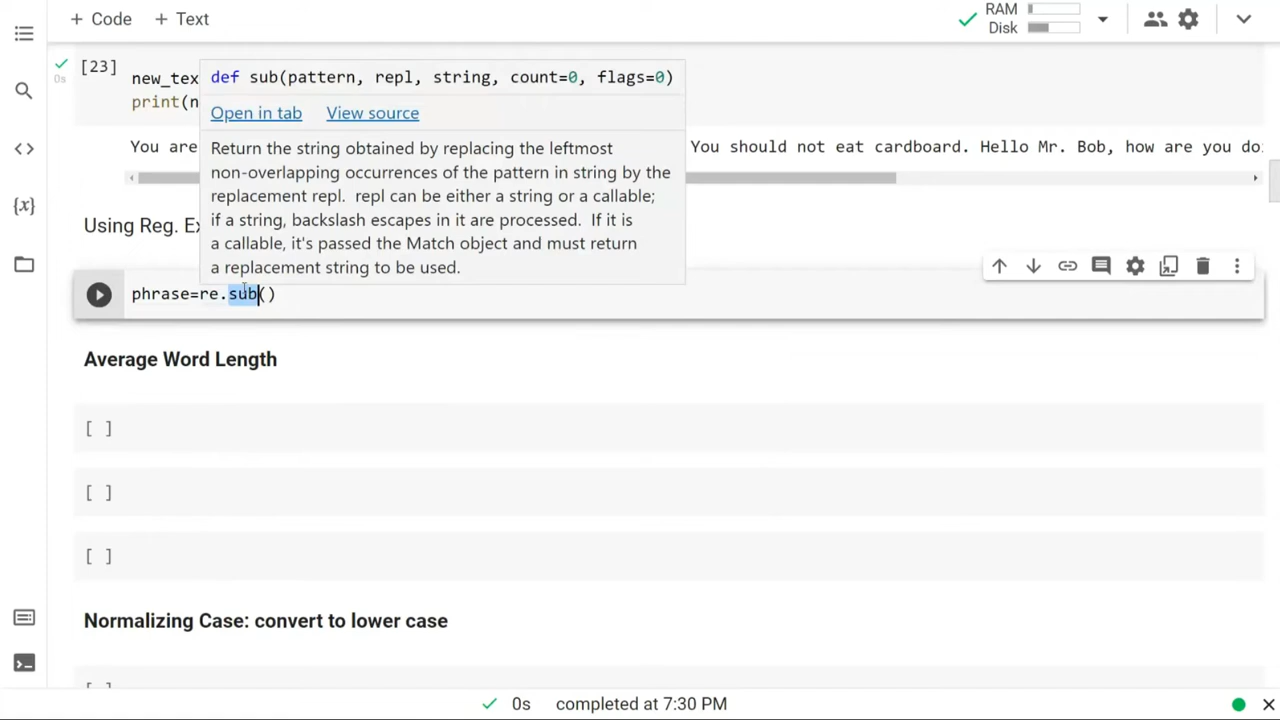 + Code + Text
RAM
Disk
[23]
0s
new_tex
print(n
def sub(pattern, repl, string, count=0, flags=0)
Open in tab View source
Return the string obtained by replacing the leftmost
non-overlapping occurrences of the pattern in string by the
replacement repl. repl can be either a string or a callable;
if a string, backslash escapes in it are processed. If it is
a callable, it's passed the Match object and must return
a replacement string to be used.
You are You should not eat cardboard. Hello Mr. Bob, how are you doi
Using Reg. Ex
phrase=re.sub()
Average Word Length
[ ]
[ ]
[ ]
Normalizing Case: convert to lower case
[ ]
0s completed at 7:30 PM